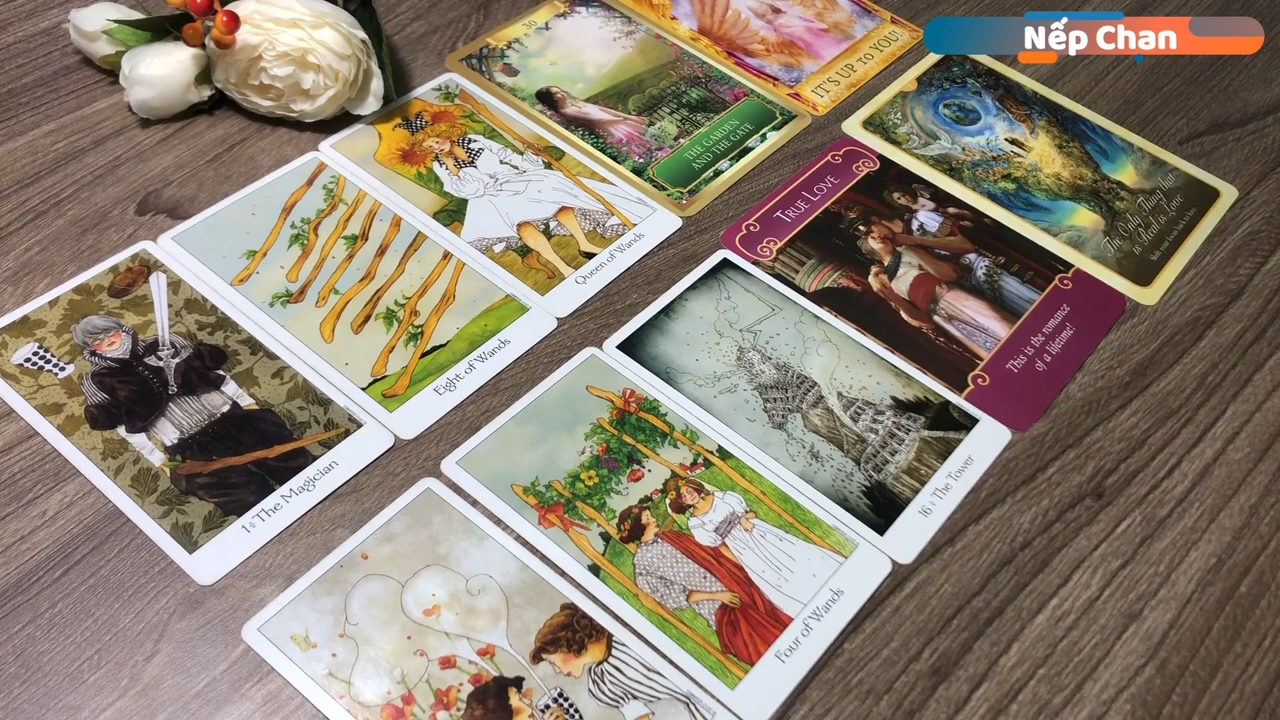 Nếp Chan
30
THE GARDEN
AND THE GATE
IT'S UP TO YOU!
The Only Thing that
is Real is Love
TRUE LOVE
This is the romance
of a lifetime!
Queen of Wands
Eight of Wands
1 The Magician
16 The Tower
Four of Wands